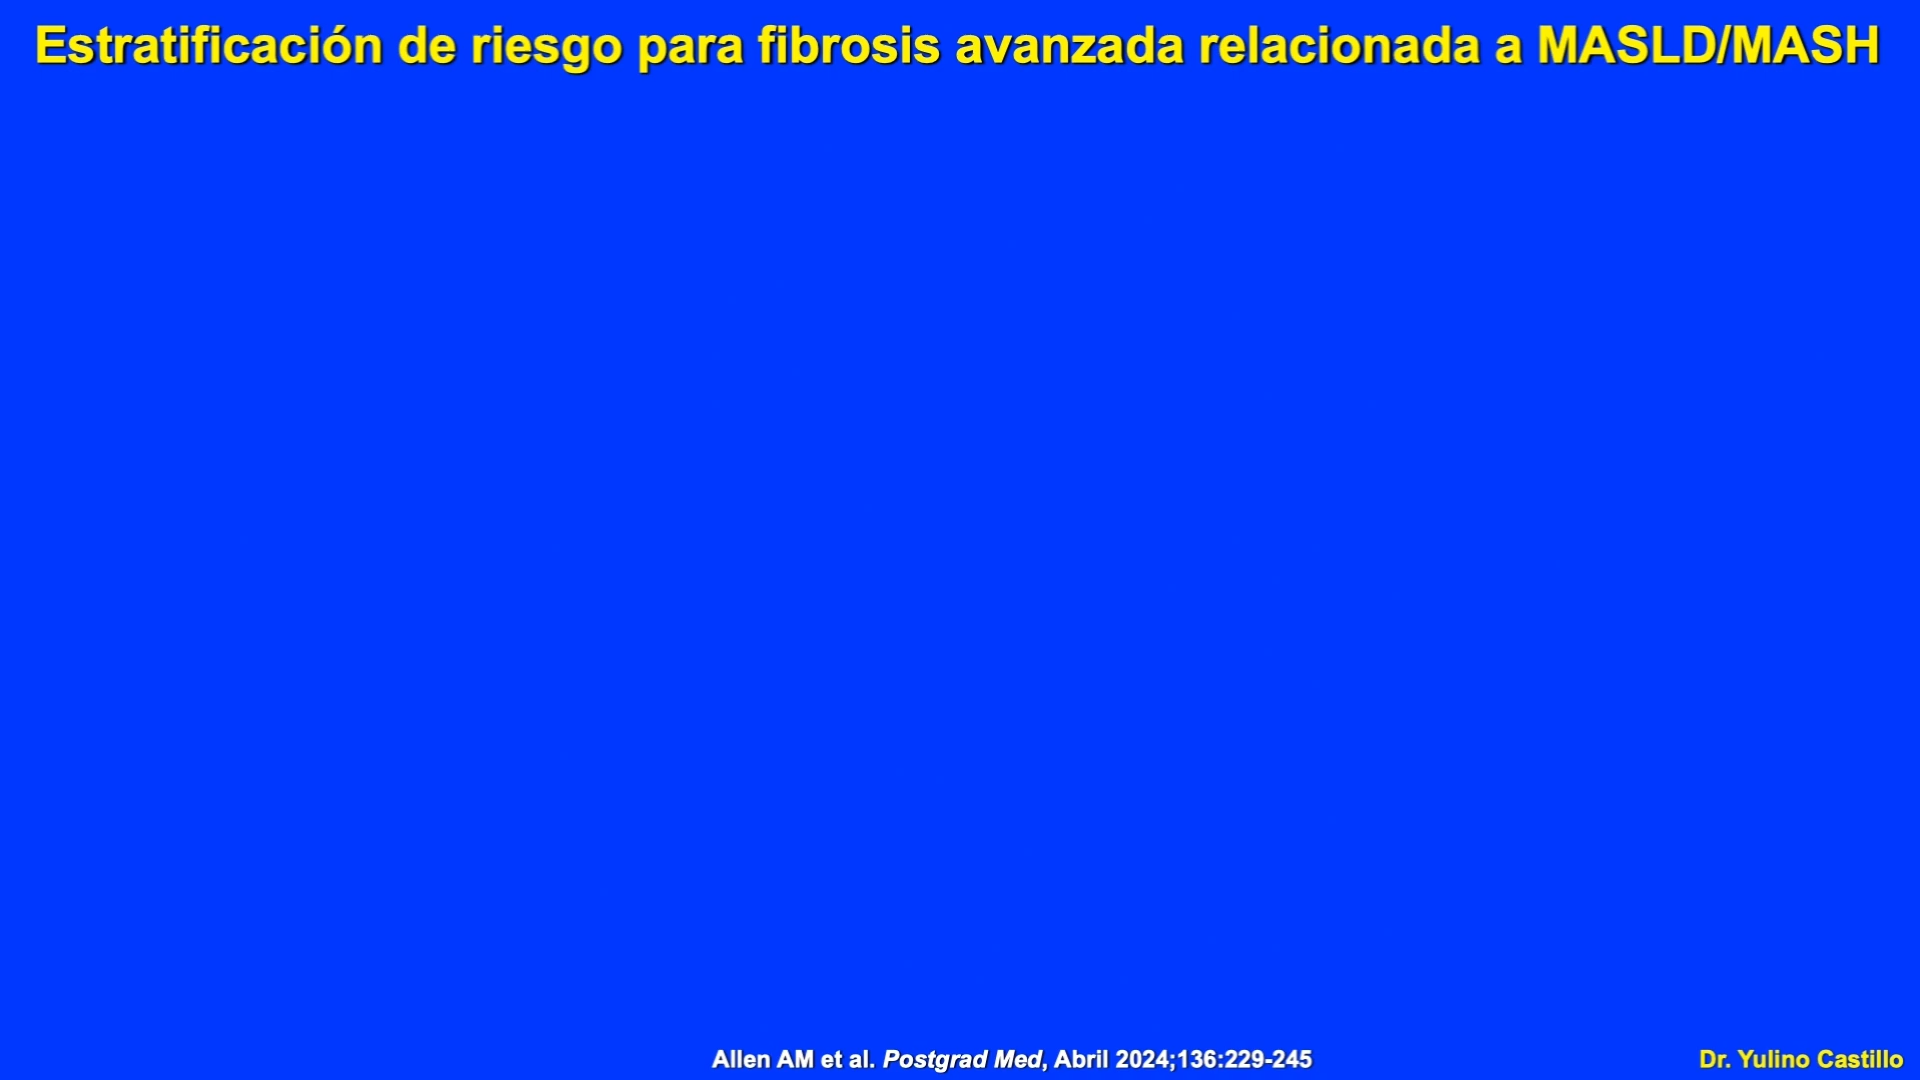 Estratificación de riesgo para fibrosis avanzada relacionada a MASLD/MASH
Allen AM et al. Postgrad Med, Abril 2024;136:229-245
Dr. Yulino Castillo